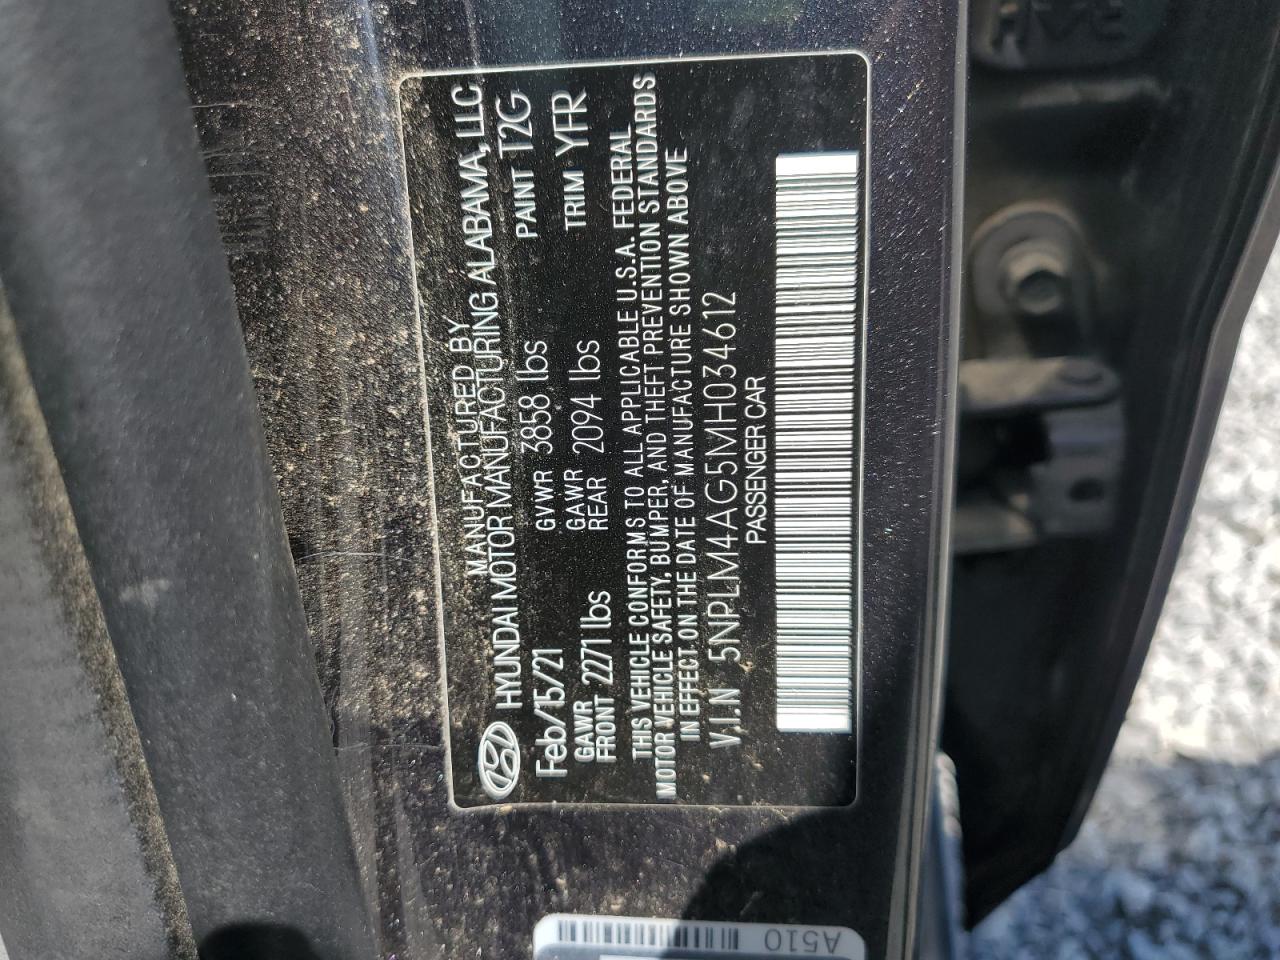 MANUFACTURED BY
HYUNDAI MOTOR MANUFACTURING ALABAMA, LLC
Feb/15/21 GVWR 3858 lbs PAINT T2G
GAWR FRONT 2271 lbs GAWR REAR 2094 lbs TRIM YFR
THIS VEHICLE CONFORMS TO ALL APPLICABLE U.S.A. FEDERAL
MOTOR VEHICLE SAFETY, BUMPER, AND THEFT PREVENTION STANDARDS
IN EFFECT ON THE DATE OF MANUFACTURE SHOWN ABOVE
V.I.N 5NPLM4AG5MH034612
PASSENGER CAR
A510